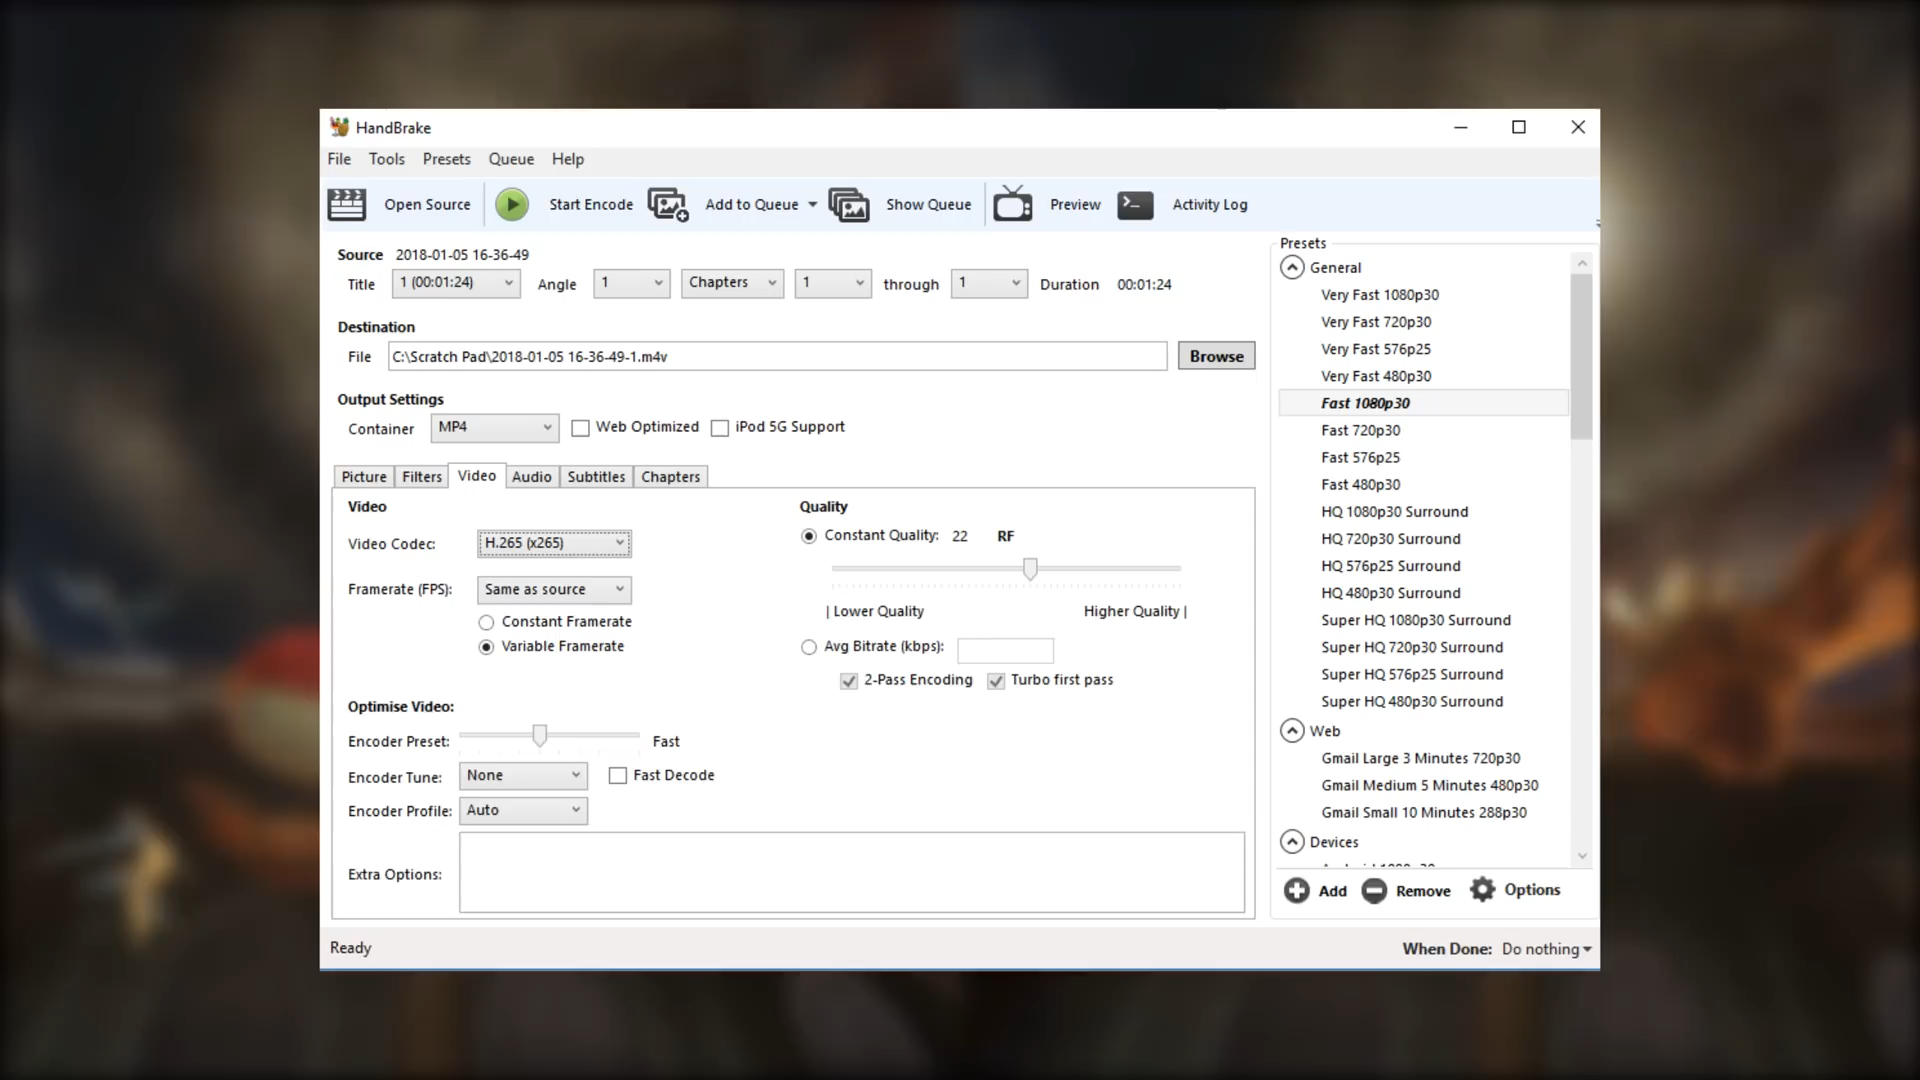 HandBrake
File Tools Presets Queue Help
Open Source Start Encode Add to Queue Show Queue Preview Activity Log
Source 2018-01-05 16-36-49
Title 1 (00:01:24) Angle 1 Chapters 1 through 1 Duration 00:01:24
Destination
File C:\Scratch Pad\2018-01-05 16-36-49-1.m4v Browse
Output Settings
Container MP4 Web Optimized iPod 5G Support
Picture Filters Video Audio Subtitles Chapters
Video
Video Codec: H.265 (x265)
Framerate (FPS): Same as source
Constant Framerate
Variable Framerate
Optimise Video:
Encoder Preset: Fast
Encoder Tune: None Fast Decode
Encoder Profile: Auto
Extra Options:
Quality
Constant Quality: 22 RF
| Lower Quality Higher Quality |
Avg Bitrate (kbps):
2-Pass Encoding Turbo first pass
Presets
General
Very Fast 1080p30
Very Fast 720p30
Very Fast 576p25
Very Fast 480p30
Fast 1080p30
Fast 720p30
Fast 576p25
Fast 480p30
HQ 1080p30 Surround
HQ 720p30 Surround
HQ 576p25 Surround
HQ 480p30 Surround
Super HQ 1080p30 Surround
Super HQ 720p30 Surround
Super HQ 576p25 Surround
Super HQ 480p30 Surround
Web
Gmail Large 3 Minutes 720p30
Gmail Medium 5 Minutes 480p30
Gmail Small 10 Minutes 288p30
Devices
Add Remove Options
Ready
When Done: Do nothing